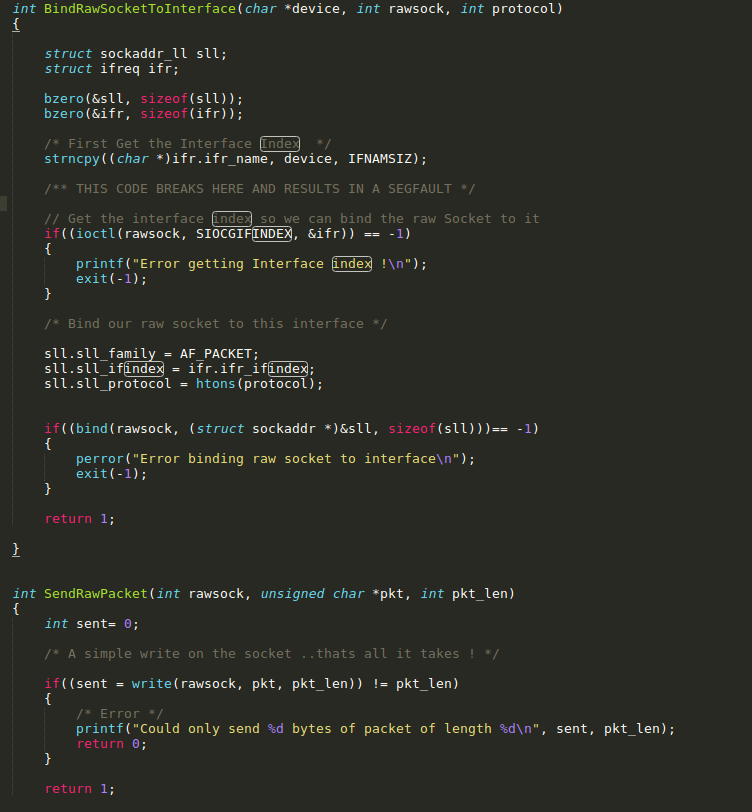 int BindRawSocketToInterface(char *device, int rawsock, int protocol)
{
    struct sockaddr_ll sll;
    struct ifreq ifr;
    bzero(&sll, sizeof(sll));
    bzero(&ifr, sizeof(ifr));
    /* First Get the Interface Index  */
    strncpy((char *)ifr.ifr_name, device, IFNAMSIZ);
    /** THIS CODE BREAKS HERE AND RESULTS IN A SEGFAULT */
    // Get the interface index so we can bind the raw Socket to it
    if((ioctl(rawsock, SIOCGIFINDEX, &ifr)) == -1)
    {
        printf("Error getting Interface index !\n");
        exit(-1);
    }
    /* Bind our raw socket to this interface */
    sll.sll_family = AF_PACKET;
    sll.sll_ifindex = ifr.ifr_ifindex;
    sll.sll_protocol = htons(protocol);
    if((bind(rawsock, (struct sockaddr *)&sll, sizeof(sll)))== -1)
    {
        perror("Error binding raw socket to interface\n");
        exit(-1);
    }
    return 1;
}
int SendRawPacket(int rawsock, unsigned char *pkt, int pkt_len)
{
    int sent= 0;
    /* A simple write on the socket ..thats all it takes ! */
    if((sent = write(rawsock, pkt, pkt_len)) != pkt_len)
    {
        /* Error */
        printf("Could only send %d bytes of packet of length %d\n", sent, pkt_len);
        return 0;
    }
    return 1;